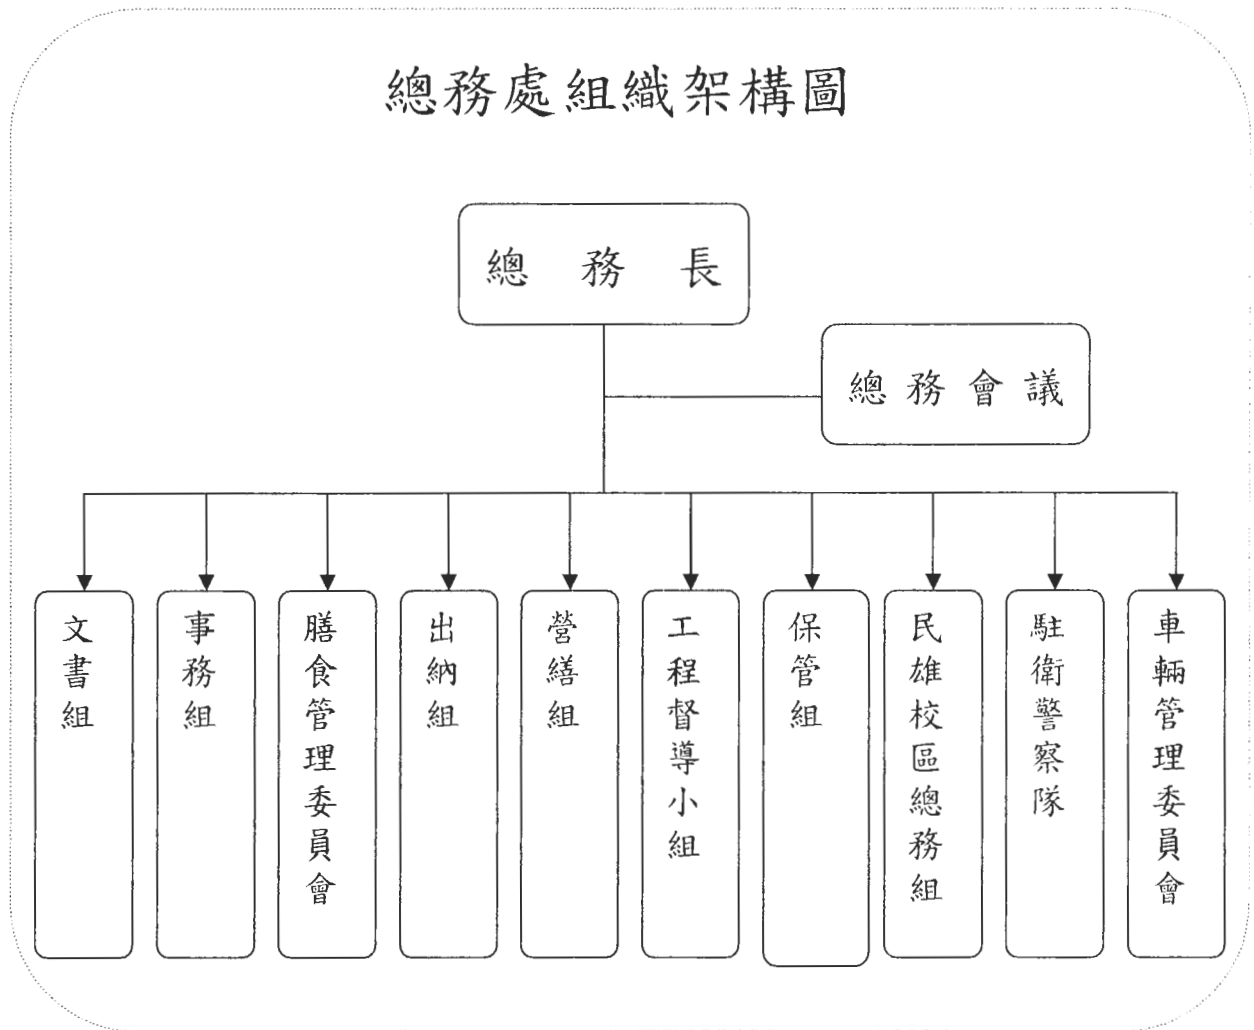 總務處組織架構圖
總務長
總務會議
文書組
事務組
膳食管理委員會
出納組
營繕組
工程督導小組
保管組
民雄校區總務組
駐衛警察隊
車輛管理委員會